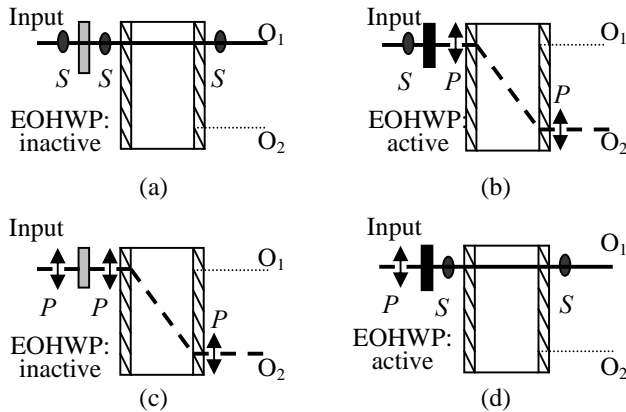 Input
O1
S S S
EOHWP:
inactive
O2
(a)
Input
O1
S P P
EOHWP:
active
O2
(b)
Input
O1
P P P
EOHWP:
inactive
O2
(c)
Input
O1
P S S
EOHWP:
active
O2
(d)